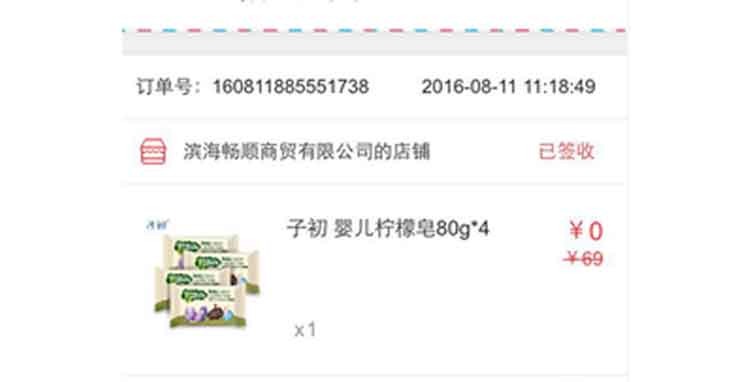 订单号：160811885551738 2016-08-11 11:18:49
滨海畅顺商贸有限公司的店铺 已签收
子初 婴儿柠檬皂80g*4 ￥0
￥69
x1